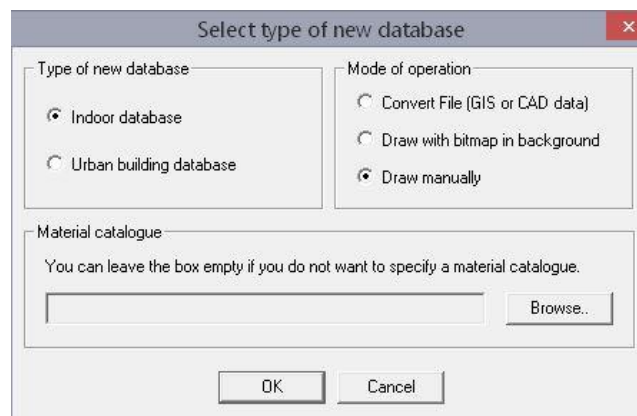 Select type of new database
Type of new database
Indoor database
Urban building database
Mode of operation
Convert File (GIS or CAD data)
Draw with bitmap in background
Draw manually
Material catalogue
You can leave the box empty if you do not want to specify a material catalogue.
Browse..
OK
Cancel